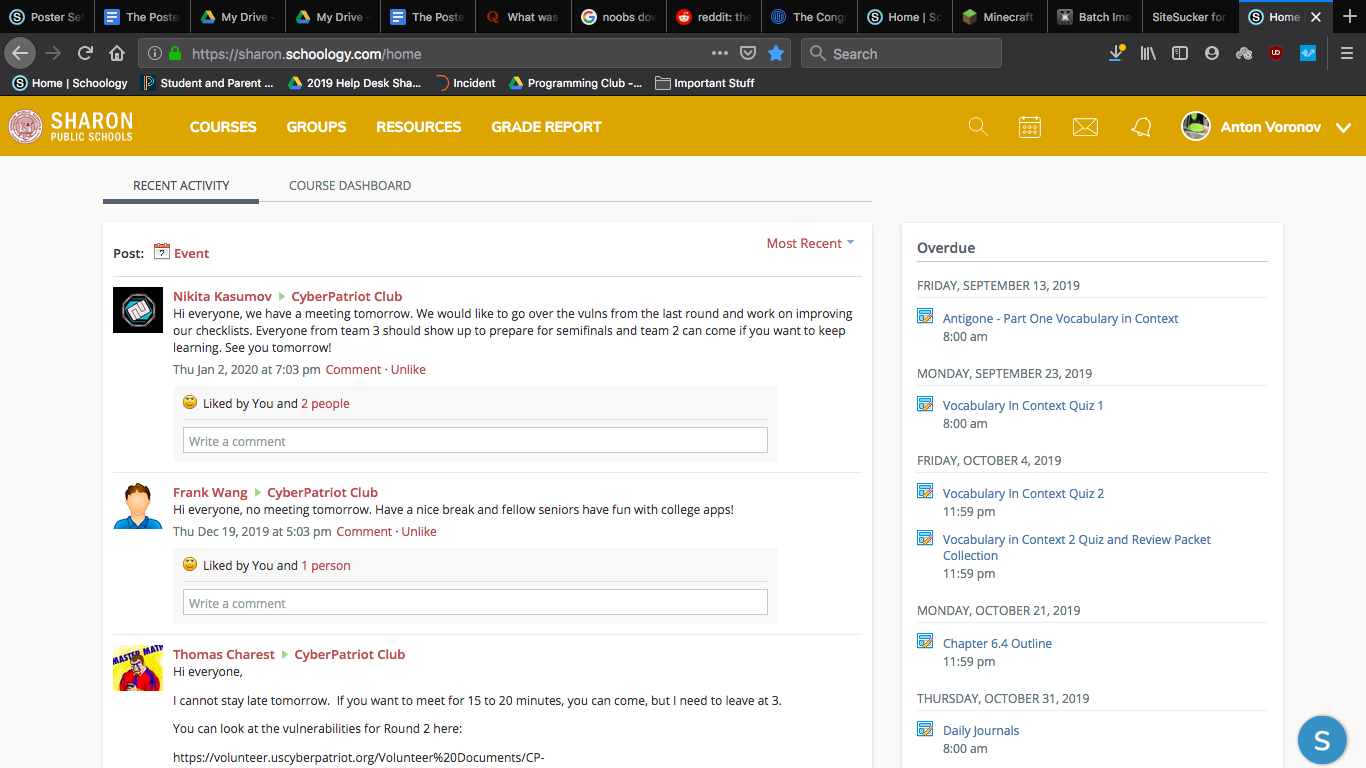 Poster Set
The Poste
My Drive -
My Drive -
The Poste
What was
noobs dow
reddit: the
The Cong
Home | Sc
Minecraft
Batch Ima
SiteSucker for
Home |
https://sharon.schoology.com/home
Search
Home | Schoology
Student and Parent ...
2019 Help Desk Sha...
Incident
Programming Club -...
Important Stuff
SHARON
PUBLIC SCHOOLS
COURSES
GROUPS
RESOURCES
GRADE REPORT
Anton Voronov
RECENT ACTIVITY
COURSE DASHBOARD
Post: Event
Most Recent
Nikita Kasumov CyberPatriot Club
Hi everyone, we have a meeting tomorrow. We would like to go over the vulns from the last round and work on improving
our checklists. Everyone from team 3 should show up to prepare for semifinals and team 2 can come if you want to keep
learning. See you tomorrow!
Thu Jan 2, 2020 at 7:03 pm Comment · Unlike
Liked by You and 2 people
Write a comment
Frank Wang CyberPatriot Club
Hi everyone, no meeting tomorrow. Have a nice break and fellow seniors have fun with college apps!
Thu Dec 19, 2019 at 5:03 pm Comment · Unlike
Liked by You and 1 person
Write a comment
MASTER MATH
Thomas Charest CyberPatriot Club
Hi everyone,
I cannot stay late tomorrow. If you want to meet for 15 to 20 minutes, you can come, but I need to leave at 3.
You can look at the vulnerabilities for Round 2 here:
https://volunteer.uscyberpatriot.org/Volunteer%20Documents/CP-
Overdue
FRIDAY, SEPTEMBER 13, 2019
Antigone - Part One Vocabulary in Context
8:00 am
MONDAY, SEPTEMBER 23, 2019
Vocabulary In Context Quiz 1
8:00 am
FRIDAY, OCTOBER 4, 2019
Vocabulary In Context Quiz 2
11:59 pm
Vocabulary in Context 2 Quiz and Review Packet
Collection
11:59 pm
MONDAY, OCTOBER 21, 2019
Chapter 6.4 Outline
11:59 pm
THURSDAY, OCTOBER 31, 2019
Daily Journals
8:00 am
S